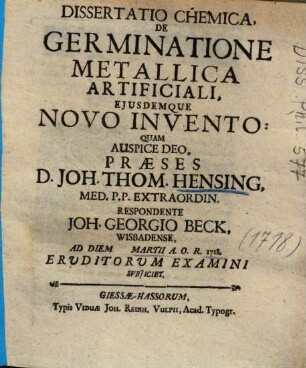 DISSERTATIO CHEMICA,
DE
GERMINATIONE
METALLICA
ARTIFICIALI,
EJUSDEMQUE
NOVO INVENTO:
QUAM
AUSPICE DEO.
PRÆSES
D. JOH. THOM. HENSING,
MED. P.P. EXTRAORDIN.
RESPONDENTE
JOH. GEORGIO BECK,
WISBADENSE,
AD DIEM MARTII A. O. R. 1718.
ERUDITORUM EXAMINI
SUBJICIET.
GIESSÆ-HASSORUM,
Typis VIDUÆ JOH. REINH. VULPII, Acad. Typogr.
(1718)